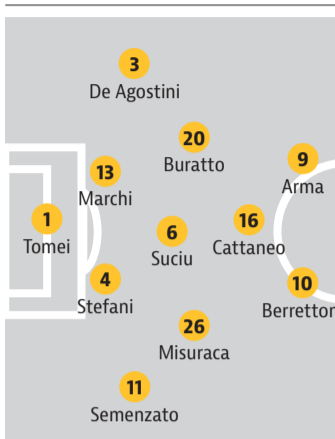 3
De Agostini
20
Buratto
9
Arma
13
Marchi
1
Tomei
6
Suciu
16
Cattaneo
4
Stefani
10
Berretton
26
Misuraca
11
Semenzato